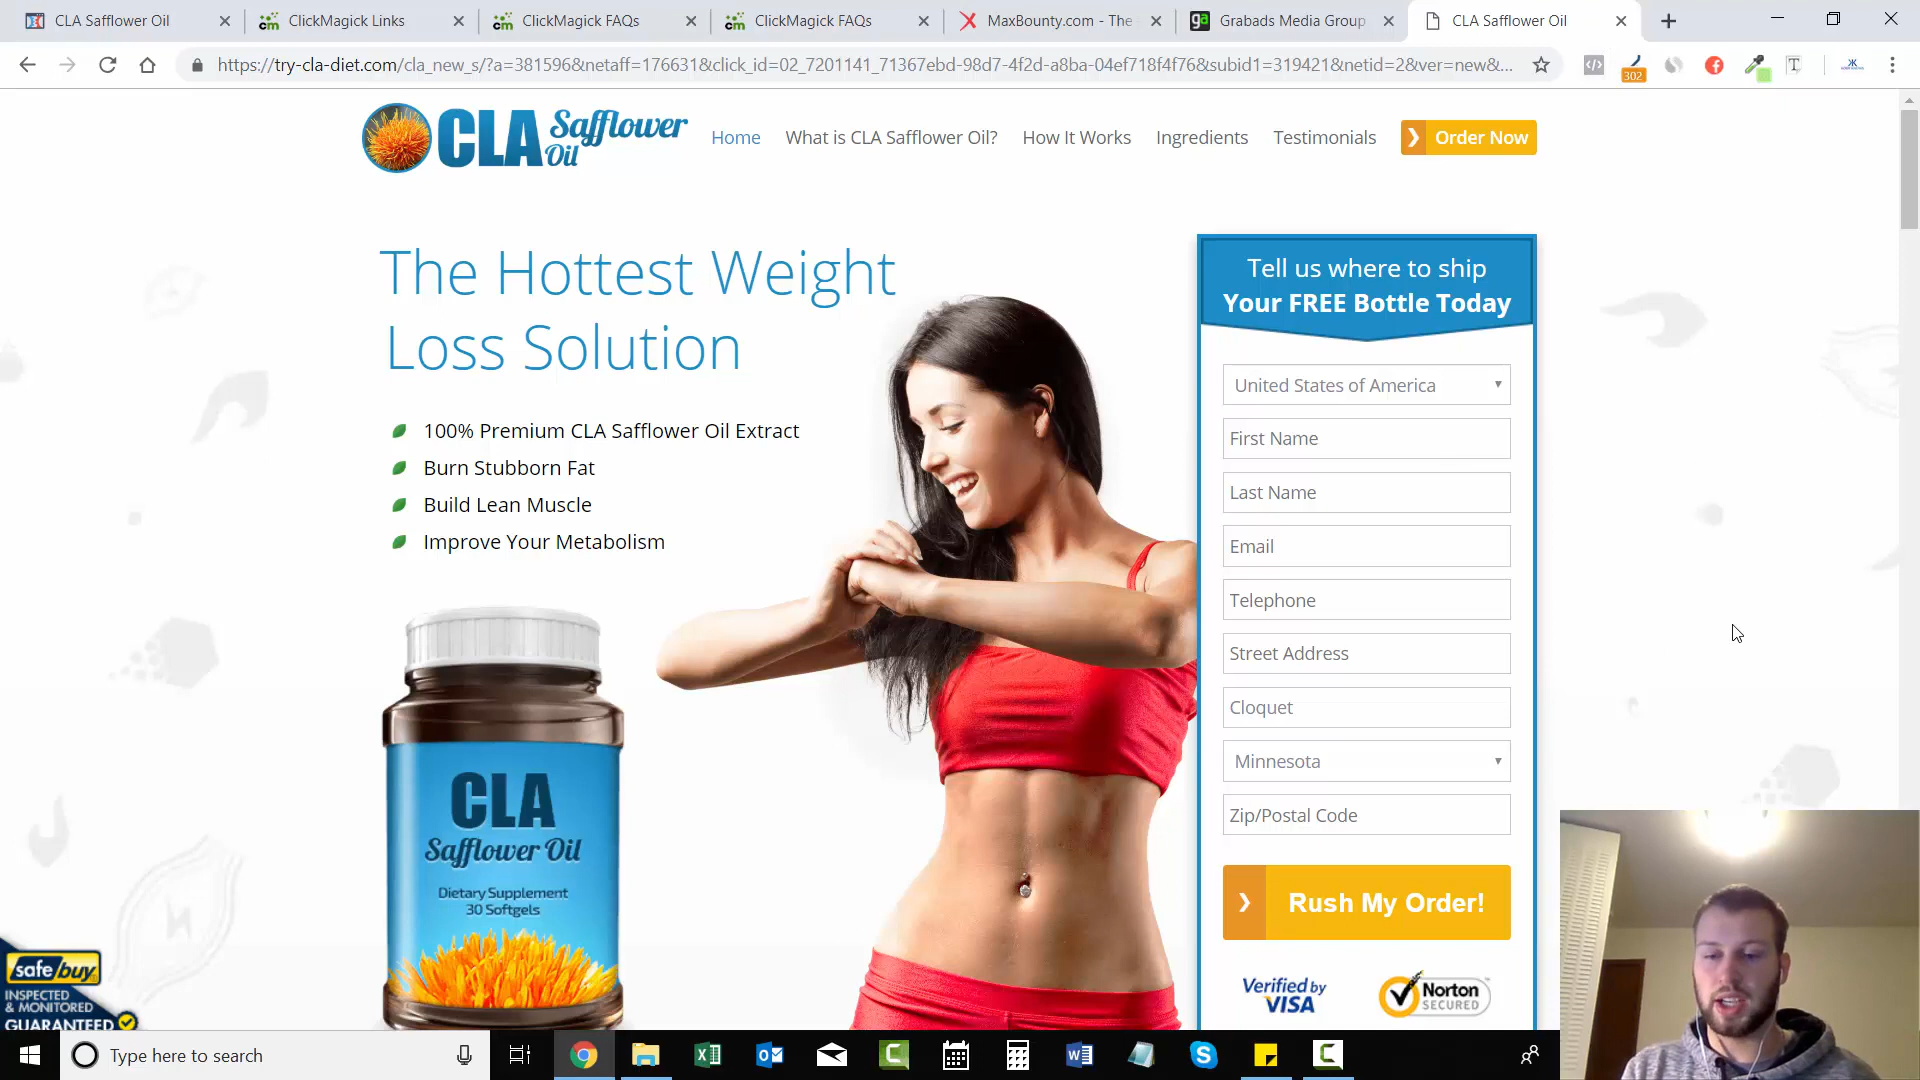 CLA Safflower Oil
ClickMagick Links
ClickMagick FAQs
ClickMagick FAQs
MaxBounty.com - The
Grabads Media Group
CLA Safflower Oil
https://try-cla-diet.com/cla_new_s/?a=381596&netaff=176631&click_id=02_7201141_71367ebd-98d7-4f2d-a8ba-04ef718f4f76&subid1=319421&netid=2&ver=new&...
302
CLA Safflower Oil
Home
What is CLA Safflower Oil?
How It Works
Ingredients
Testimonials
Order Now
The Hottest Weight
Loss Solution
100% Premium CLA Safflower Oil Extract
Burn Stubborn Fat
Build Lean Muscle
Improve Your Metabolism
CLA
Safflower Oil
Dietary Supplement
30 Softgels
Tell us where to ship
Your FREE Bottle Today
United States of America
First Name
Last Name
Email
Telephone
Street Address
Cloquet
Minnesota
Zip/Postal Code
Rush My Order!
Verified by
VISA
Norton
SECURED
safe buy
INSPECTED
& MONITORED
GUARANTEED
Type here to search